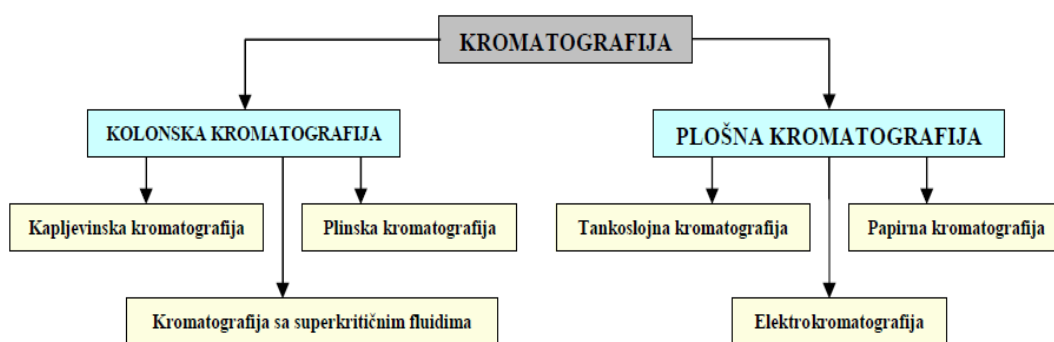 KROMATOGRAFIJA
KOLONSKA KROMATOGRAFIJA
PLOŠNA KROMATOGRAFIJA
Kapljevinska kromatografija
Plinska kromatografija
Tankoslojna kromatografija
Papirna kromatografija
Kromatografija sa superkritičnim fluidima
Elektrokromatografija